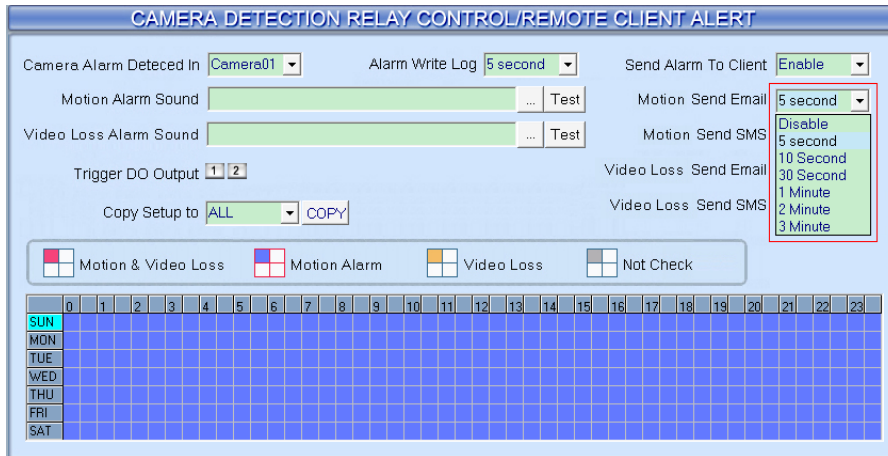 CAMERA DETECTION RELAY CONTROL/REMOTE CLIENT ALERT
Camera Alarm Deteced In Camera01 Alarm Write Log 5 second Send Alarm To Client Enable
Motion Alarm Sound ... Test Motion Send Email 5 second
Disable
Video Loss Alarm Sound ... Test Motion Send SMS 5 second
10 Second
Trigger DO Output 1 2 Video Loss Send Email 30 Second
1 Minute
Copy Setup to ALL COPY Video Loss Send SMS 2 Minute
3 Minute
Motion & Video Loss Motion Alarm Video Loss Not Check
0 1 2 3 4 5 6 7 8 9 10 11 12 13 14 15 16 17 18 19 20 21 22 23
SUN
MON
TUE
WED
THU
FRI
SAT